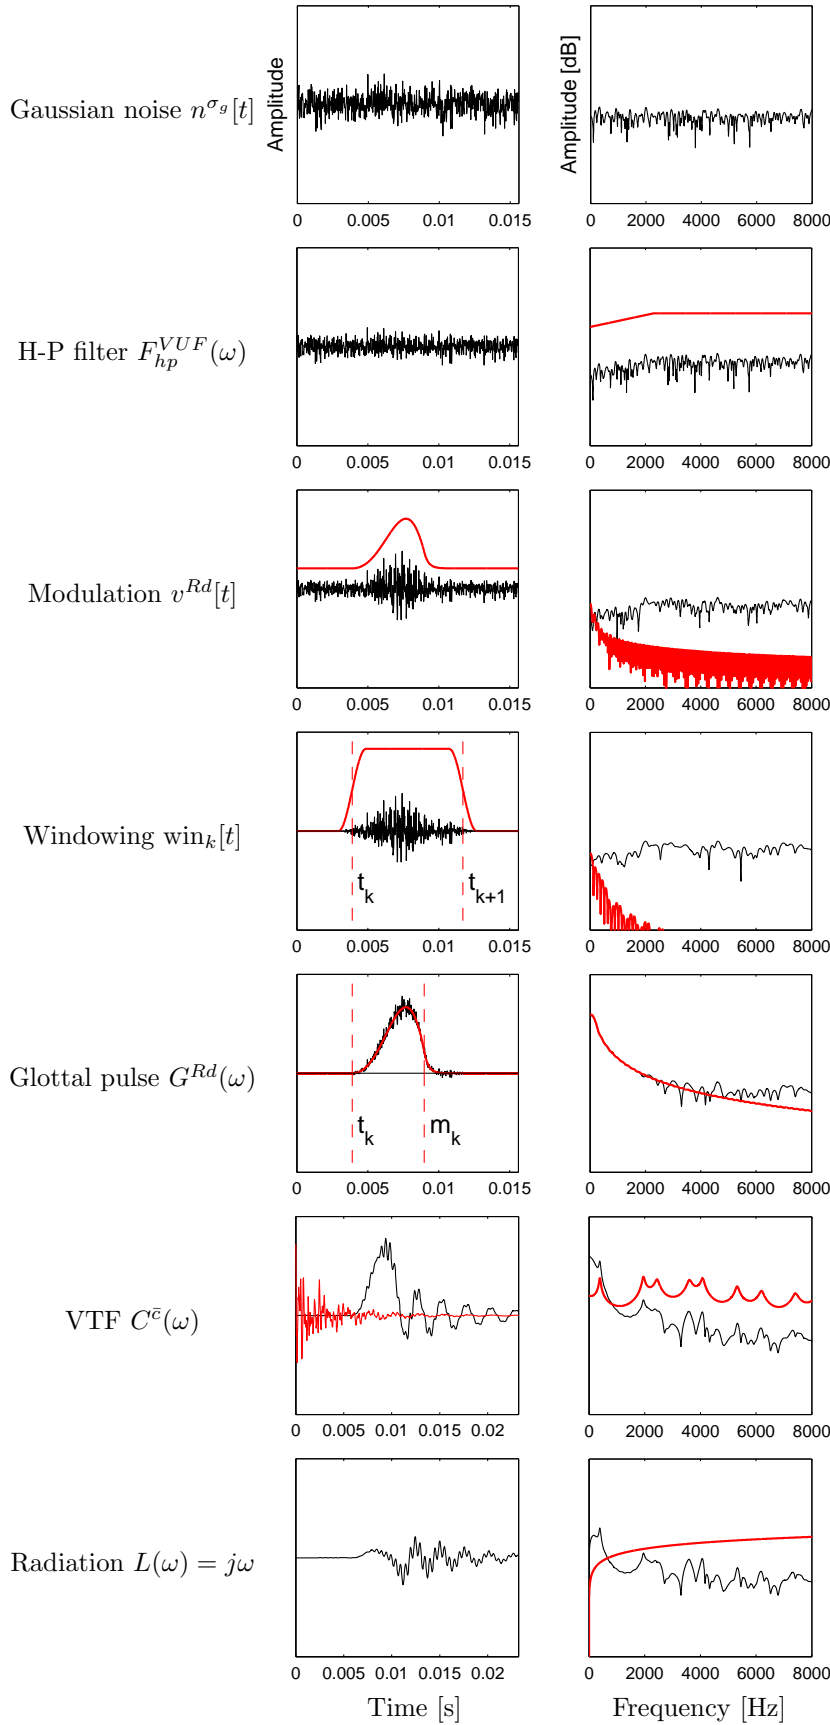 Amplitude
Amplitude [dB]
Gaussian noise n^{σ_g}[t]
0 0.005 0.01 0.015
0 2000 4000 6000 8000
H-P filter F_{hp}^{VUF}(ω)
0 0.005 0.01 0.015
0 2000 4000 6000 8000
Modulation v^{Rd}[t]
0 0.005 0.01 0.015
0 2000 4000 6000 8000
Windowing win_k[t]
t_k t_{k+1}
0 0.005 0.01 0.015
0 2000 4000 6000 8000
Glottal pulse G^{Rd}(ω)
t_k m_k
0 0.005 0.01 0.015
0 2000 4000 6000 8000
VTF C^{c̄}(ω)
0 0.005 0.01 0.015 0.02
0 2000 4000 6000 8000
Radiation L(ω) = jω
0 0.005 0.01 0.015 0.02
0 2000 4000 6000 8000
Time [s]
Frequency [Hz]